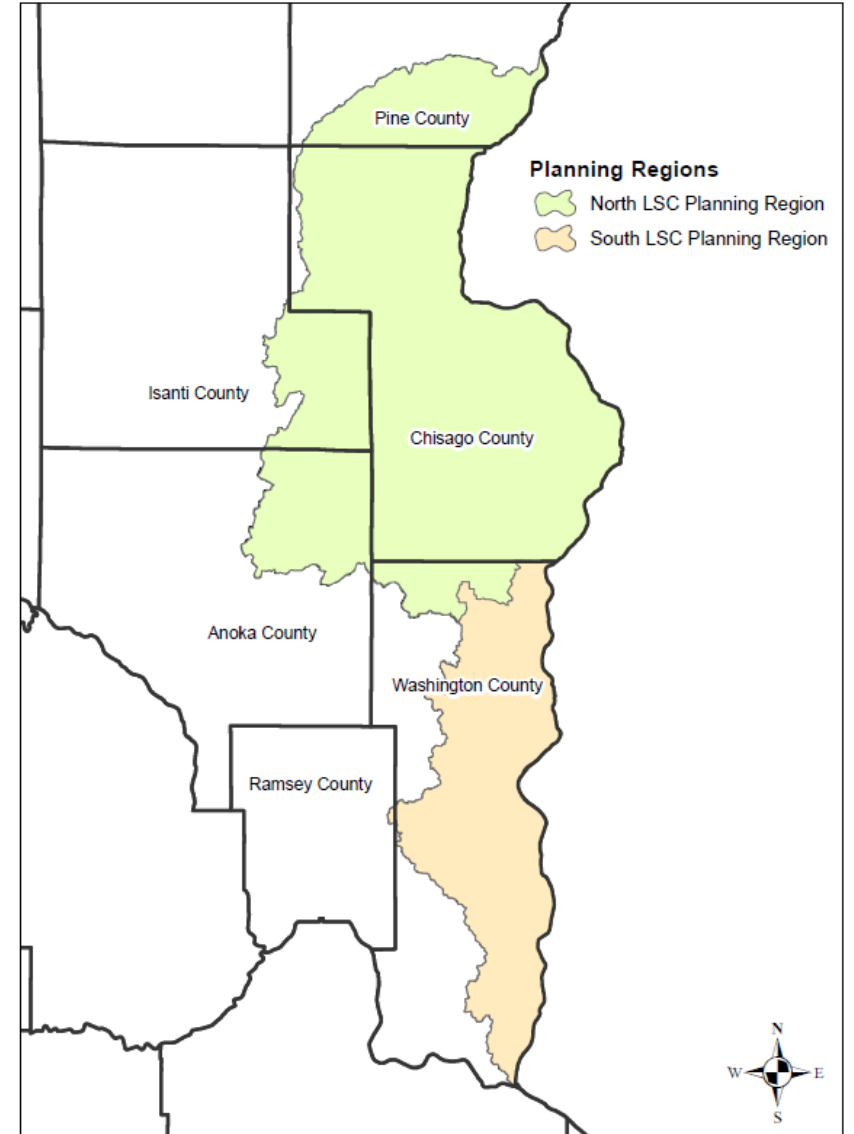 Pine County
Planning Regions
North LSC Planning Region
South LSC Planning Region
Isanti County
Chisago County
Anoka County
Washington County
Ramsey County
N
W E
S